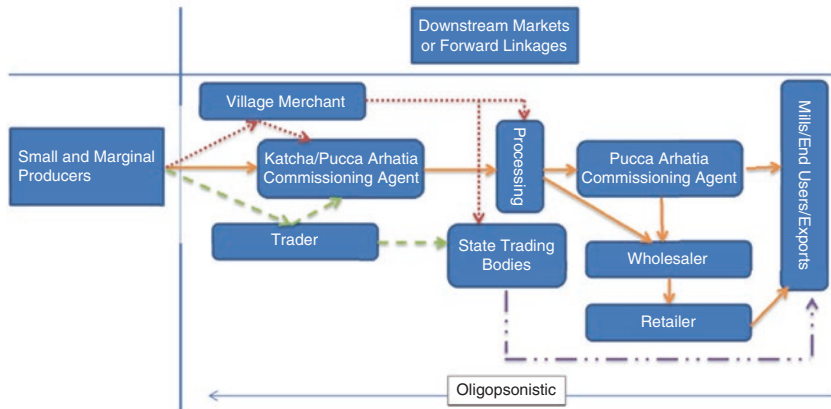 Downstream Markets
or Forward Linkages
Village Merchant
Small and Marginal
Producers
Katcha/Pucca Arhatia
Commissioning Agent
Processing
Pucca Arhatia
Commissioning Agent
Mills/End Users/Exports
Trader
State Trading
Bodies
Wholesaler
Retailer
Oligopsonistic